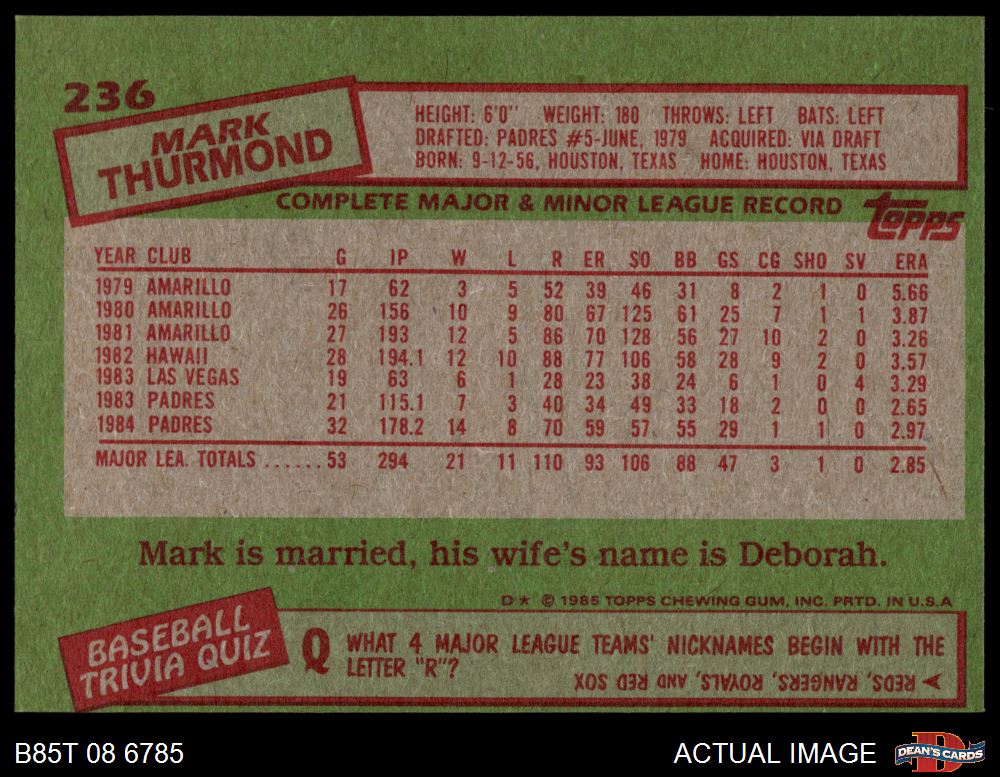 236
MARK
THURMOND
HEIGHT: 6'0" WEIGHT: 180 THROWS: LEFT BATS: LEFT
DRAFTED: PADRES #5-JUNE, 1979 ACQUIRED: VIA DRAFT
BORN: 9-12-56, HOUSTON, TEXAS HOME: HOUSTON, TEXAS
COMPLETE MAJOR & MINOR LEAGUE RECORD topps
YEAR CLUB G IP W L R ER SO BB GS CG SHO SV ERA
1979 AMARILLO 17 62 3 5 52 39 46 31 8 2 1 0 5.66
1980 AMARILLO 26 156 10 9 80 67 125 61 25 7 1 1 3.87
1981 AMARILLO 27 193 12 5 86 70 128 56 27 10 2 0 3.26
1982 HAWAII 28 194.1 12 10 88 77 106 58 28 9 2 0 3.57
1983 LAS VEGAS 19 63 6 1 28 23 38 24 6 1 0 4 3.29
1983 PADRES 21 115.1 7 3 40 34 49 33 18 2 0 0 2.65
1984 PADRES 32 178.2 14 8 70 59 57 55 29 1 1 0 2.97
MAJOR LEA. TOTALS ...... 53 294 21 11 110 93 106 88 47 3 1 0 2.85
Mark is married, his wife's name is Deborah.
D* © 1985 TOPPS CHEWING GUM, INC. PRTD. IN U.S.A
BASEBALL
TRIVIA QUIZ
Q WHAT 4 MAJOR LEAGUE TEAMS' NICKNAMES BEGIN WITH THE
LETTER "R"?
REDS, RANGERS, ROYALS, AND RED SOX
B85T 08 6785 ACTUAL IMAGE D DEAN'S CARDS